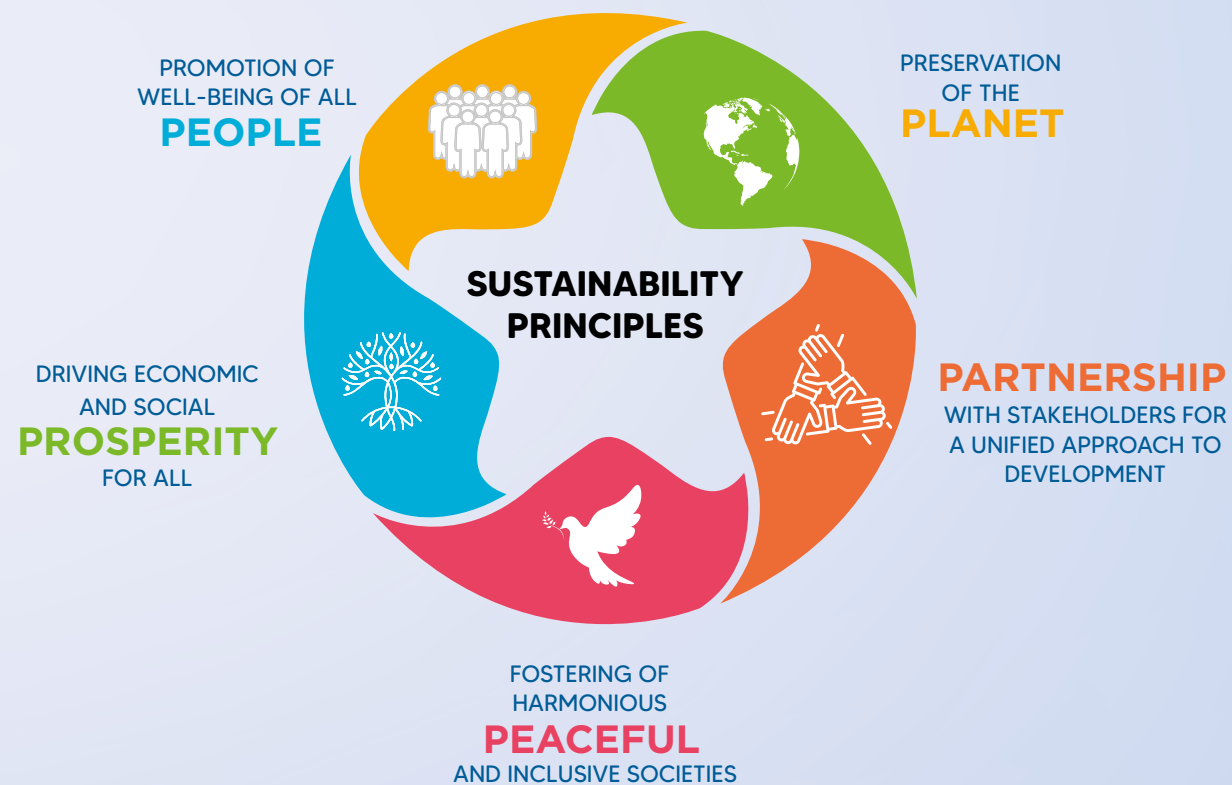 PROMOTION OF
WELL-BEING OF ALL
PEOPLE
PRESERVATION
OF THE
PLANET
SUSTAINABILITY
PRINCIPLES
DRIVING ECONOMIC
AND SOCIAL
PROSPERITY
FOR ALL
PARTNERSHIP
WITH STAKEHOLDERS FOR
A UNIFIED APPROACH TO
DEVELOPMENT
FOSTERING OF
HARMONIOUS
PEACEFUL
AND INCLUSIVE SOCIETIES